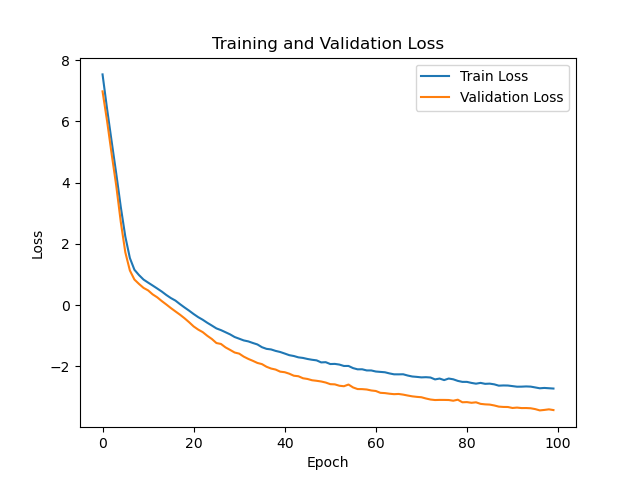 Training and Validation Loss
Train Loss
Validation Loss
8
6
4
2
0
−2
Loss
0 20 40 60 80 100
Epoch